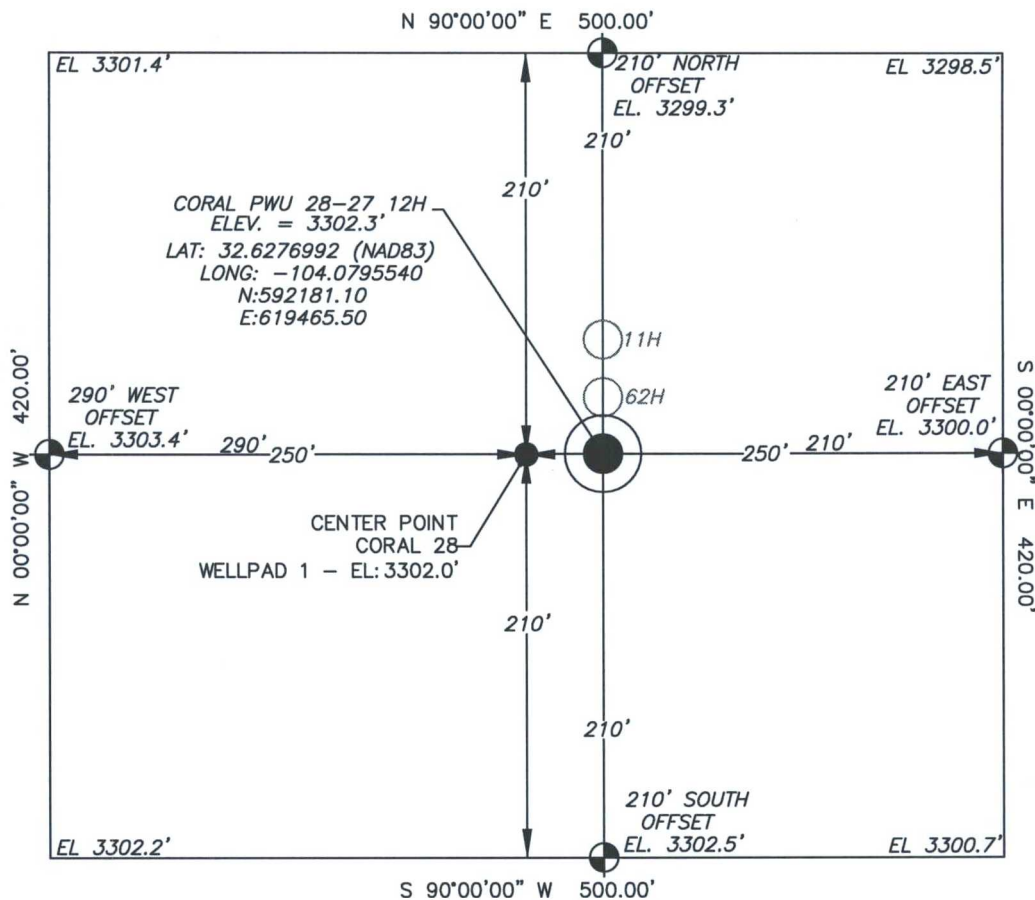 N 90°00'00" E 500.00'
EL 3301.4'
210' NORTH
OFFSET
EL. 3299.3'
EL 3298.5'
210'
210'
CORAL PWU 28-27 12H
ELEV. = 3302.3'
LAT: 32.6276992 (NAD83)
LONG: -104.0795540
N:592181.10
E:619465.50
11H
62H
N 00°00'00" W 420.00'
290' WEST
OFFSET
EL. 3303.4'
290'
250'
210' EAST
OFFSET
EL. 3300.0'
250'
210'
S 00°00'00" E 420.00'
CENTER POINT
CORAL 28
WELLPAD 1 - EL: 3302.0'
210'
210'
210' SOUTH
OFFSET
EL. 3302.5'
EL 3302.2'
EL 3300.7'
S 90°00'00" W 500.00'